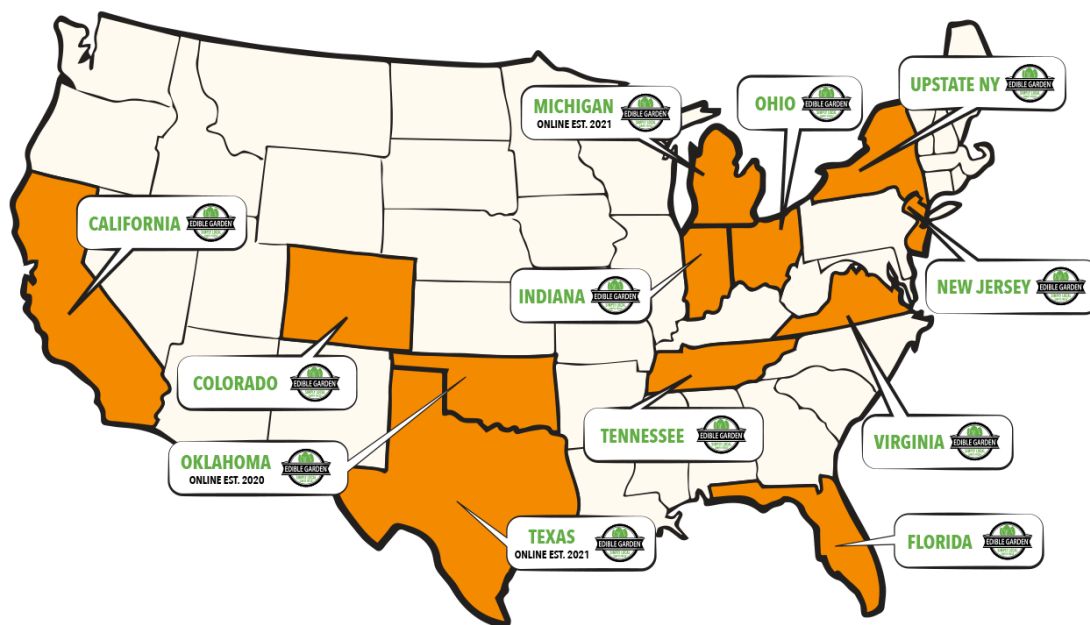 MICHIGAN
ONLINE EST. 2021
EDIBLE GARDEN
OHIO
EDIBLE GARDEN
UPSTATE NY
EDIBLE GARDEN
CALIFORNIA
EDIBLE GARDEN
INDIANA
EDIBLE GARDEN
NEW JERSEY
EDIBLE GARDEN
COLORADO
EDIBLE GARDEN
TENNESSEE
EDIBLE GARDEN
VIRGINIA
EDIBLE GARDEN
OKLAHOMA
ONLINE EST. 2020
EDIBLE GARDEN
TEXAS
ONLINE EST. 2021
EDIBLE GARDEN
FLORIDA
EDIBLE GARDEN